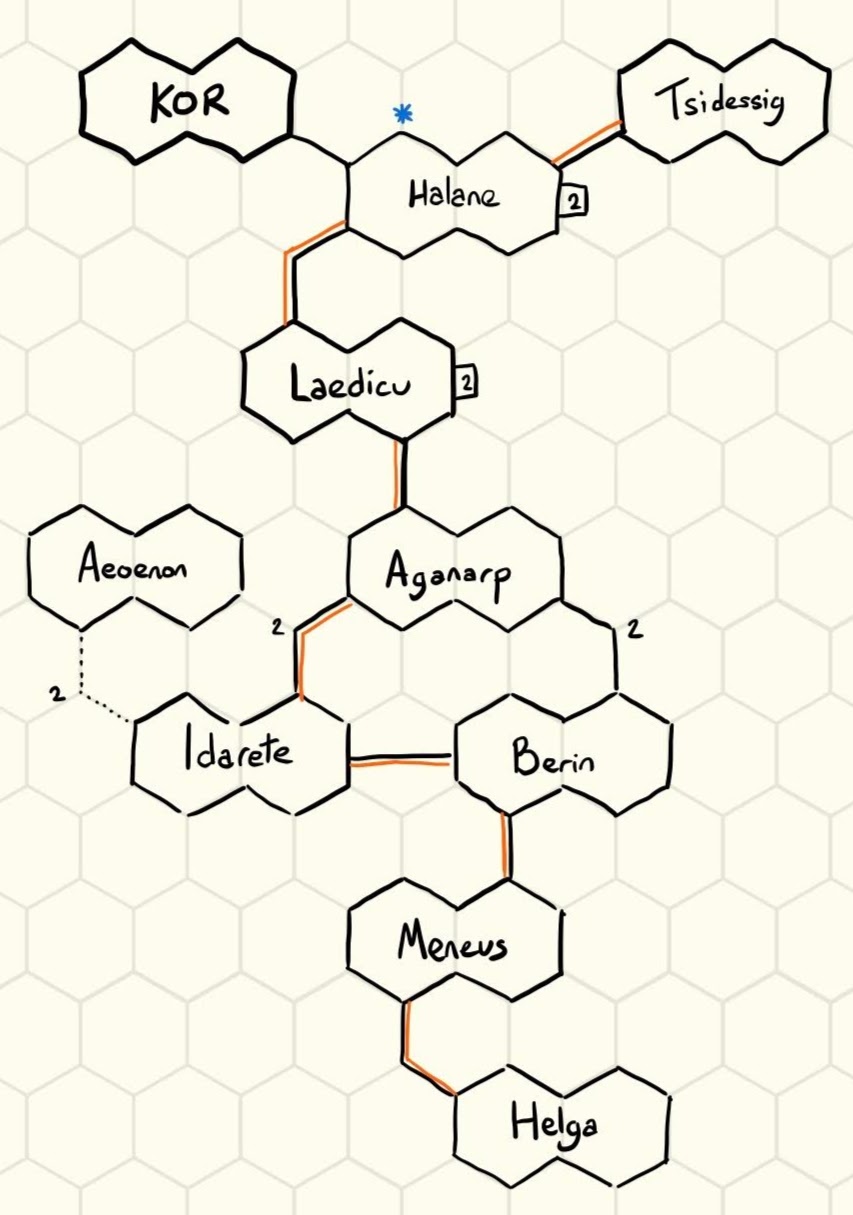 KOR
Tsidessig
*
Halane
2
Laedicu
2
Aeoenon
Aganarp
2
2
2
Idarete
Berin
Meneus
Helga